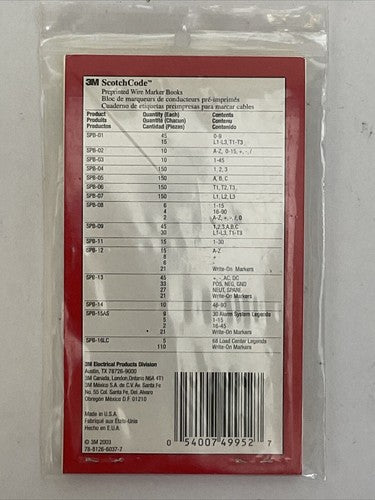 3M ScotchCode™
Preprinted Wire Marker Books
Bloc de marqueurs de conducteurs pré-imprimés
Cuaderno de etiquetas preimpresas para marcar cables
Product Quantity (Each) Contents
Produits Quantité (Chacun) Contenu
Productos Cantidad (Piezas) Contenido
SPB-01 45 0-9
15 L1-L3, T1-T3
SPB-02 10 A-Z, 0-15, +, -, /
SPB-03 10 1-45
SPB-04 150 1, 2, 3
SPB-05 150 A, B, C
SPB-06 150 T1, T2, T3
SPB-07 150 L1, L2, L3
SPB-08 6 1-15
4 16-90
2 A-Z, +, -, /, 0
SPB-09 45 1,2,3,A,B,C
30 L1-L3, T1-T3
SPB-11 15 1-30
SPB-12 15 A-Z
8 +
6
21 Write-On Markers
SPB-13 45 +, -, AC, DC
33 POS, NEG, GND
27 NEUT, SPARE
21 Write-On Markers
SPB-14 10 46-90
SPB-15AS 9 30 Alarm System Legends
5 1-15
2 16-45
21 Write-On Markers
SPB-16LC 5 68 Load Center Legends
110 Write-On Markers
3M Electrical Products Division
Austin, TX 78726-9000
3M Canada, London, Ontario N6A 4T1
3M México S.A. de C.V. Av. Santa Fe
No. 55 Col. Santa Fe, Del. Alvaro
Obregón México D.F. 01210
Made in U.S.A.
Fabriqué aux États-Unis
Hecho en E.U.A.
© 3M 2003
78-8126-6037-7
0 54007 49952 7